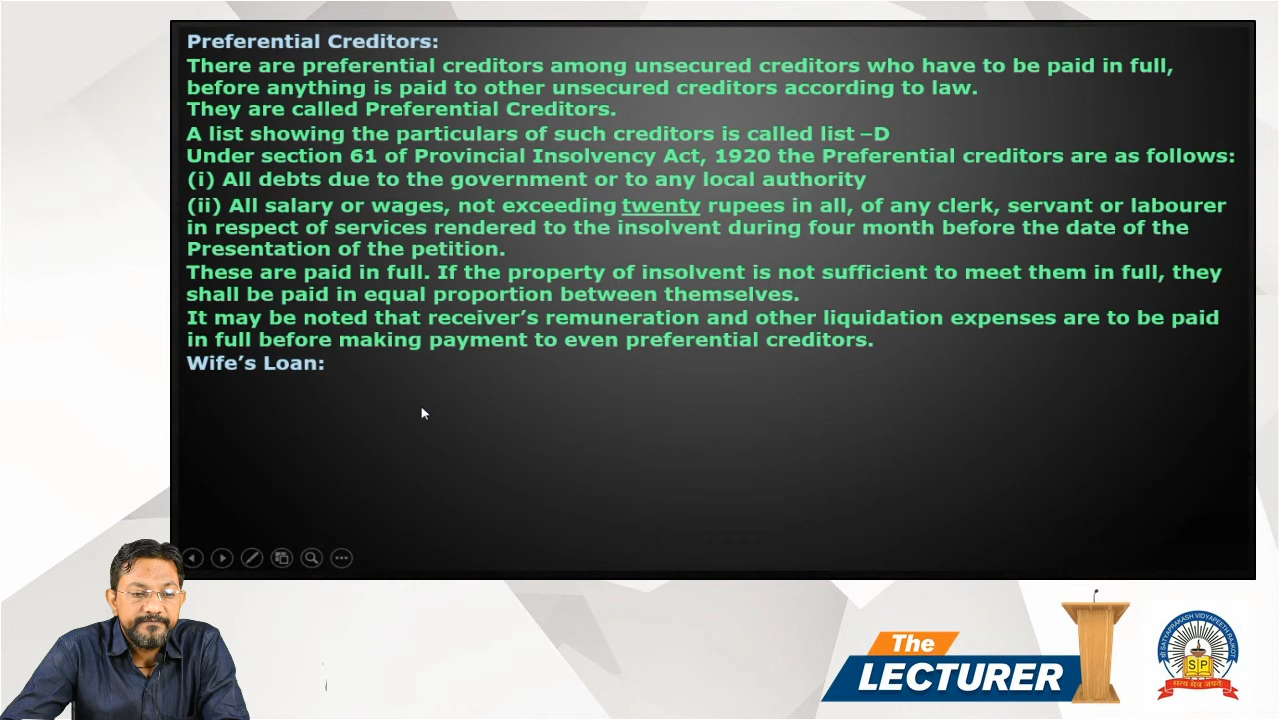 Preferential Creditors:
There are preferential creditors among unsecured creditors who have to be paid in full,
before anything is paid to other unsecured creditors according to law.
They are called Preferential Creditors.
A list showing the particulars of such creditors is called list –D
Under section 61 of Provincial Insolvency Act, 1920 the Preferential creditors are as follows:
(i) All debts due to the government or to any local authority
(ii) All salary or wages, not exceeding twenty rupees in all, of any clerk, servant or labourer
in respect of services rendered to the insolvent during four month before the date of the
Presentation of the petition.
These are paid in full. If the property of insolvent is not sufficient to meet them in full, they
shall be paid in equal proportion between themselves.
It may be noted that receiver’s remuneration and other liquidation expenses are to be paid
in full before making payment to even preferential creditors.
Wife’s Loan:
The
LECTURER
SP
सत्यमेव जयते